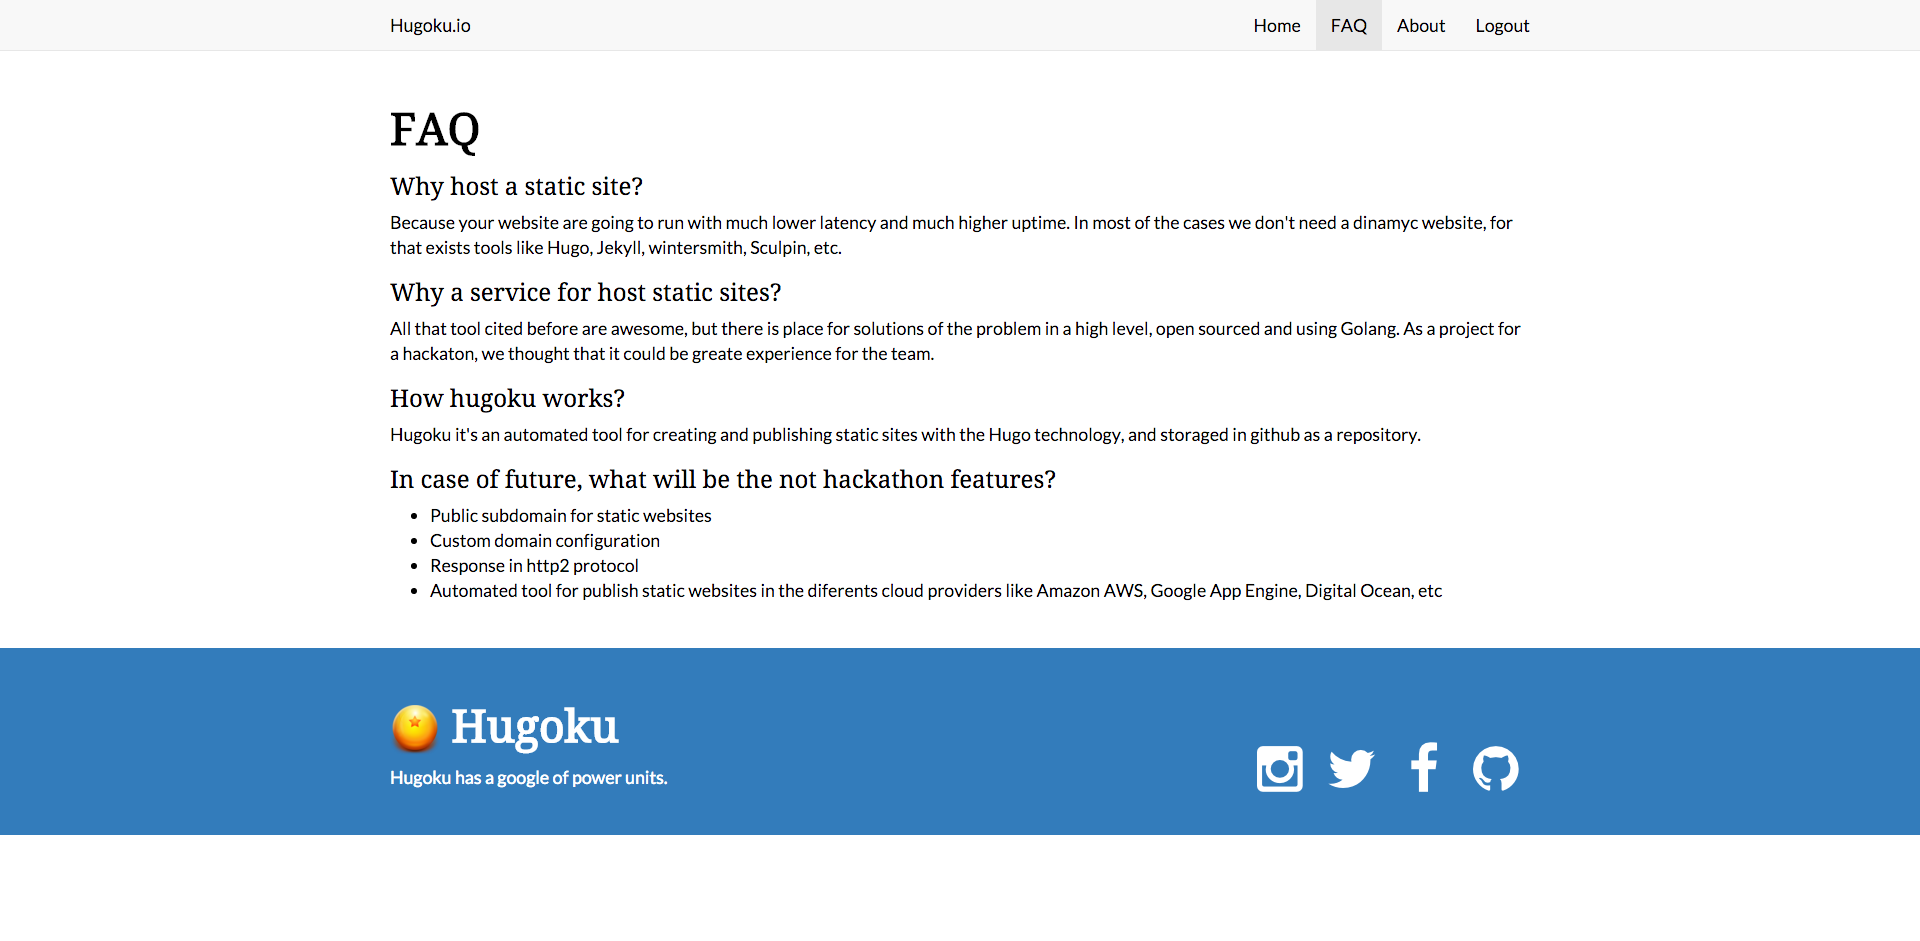 Hugoku.io
Home
FAQ
About
Logout
FAQ
Why host a static site?
Because your website are going to run with much lower latency and much higher uptime. In most of the cases we don't need a dinamyc website, for
that exists tools like Hugo, Jekyll, wintersmith, Sculpin, etc.
Why a service for host static sites?
All that tool cited before are awesome, but there is place for solutions of the problem in a high level, open sourced and using Golang. As a project for
a hackaton, we thought that it could be greate experience for the team.
How hugoku works?
Hugoku it's an automated tool for creating and publishing static sites with the Hugo technology, and storaged in github as a repository.
In case of future, what will be the not hackathon features?
• Public subdomain for static websites
• Custom domain configuration
• Response in http2 protocol
• Automated tool for publish static websites in the diferents cloud providers like Amazon AWS, Google App Engine, Digital Ocean, etc
Hugoku
Hugoku has a google of power units.